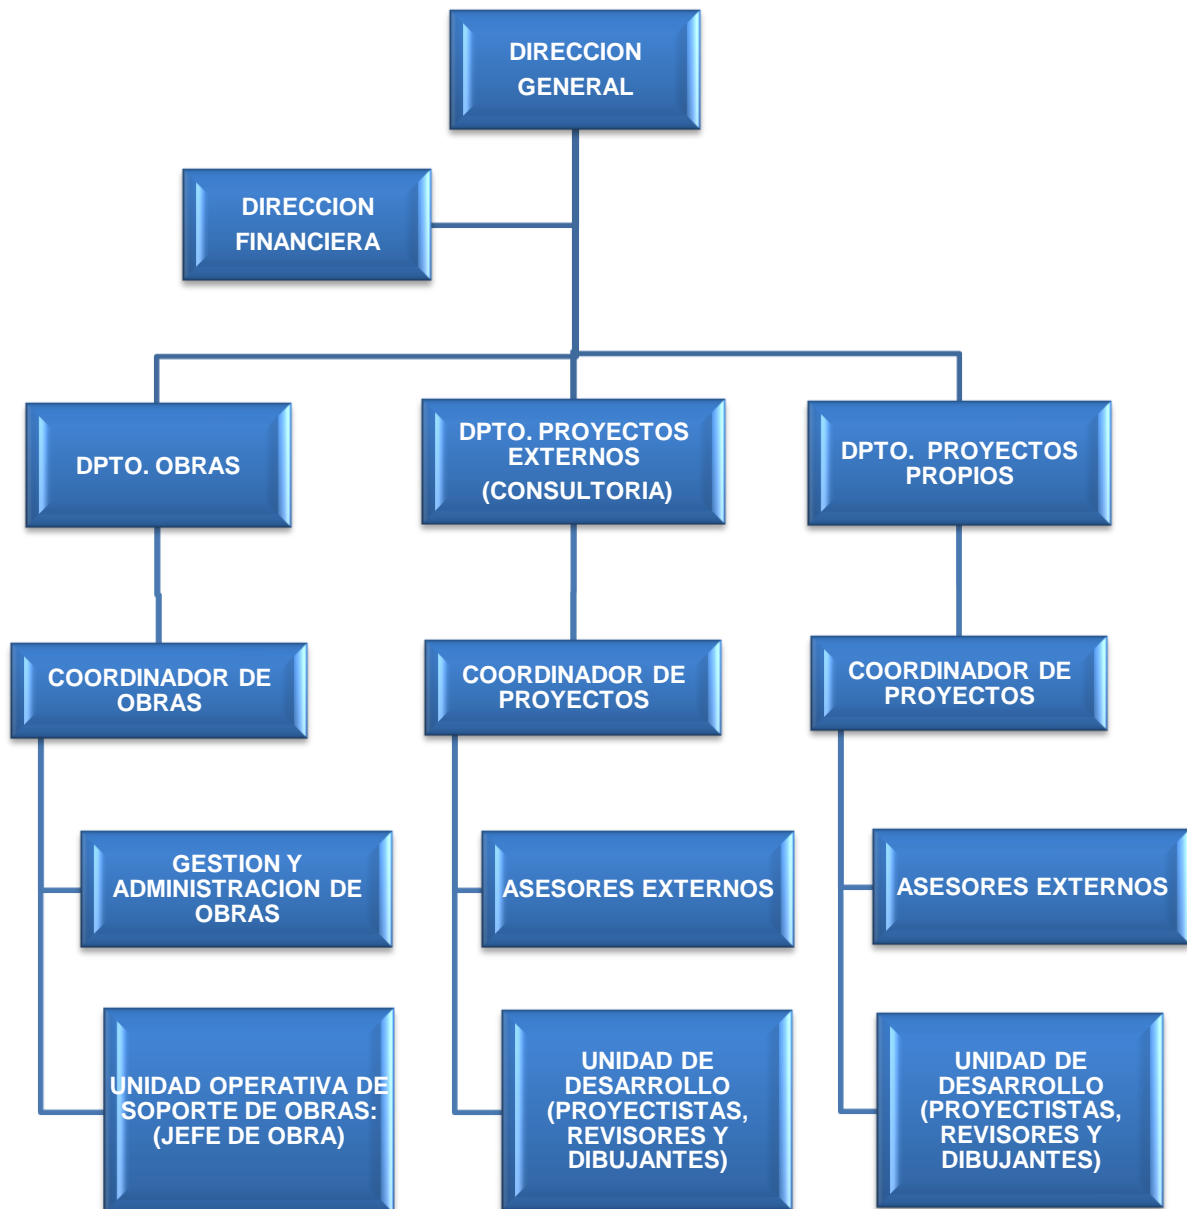 DIRECCION
GENERAL
DIRECCION
FINANCIERA
DPTO. OBRAS
DPTO. PROYECTOS
EXTERNOS
(CONSULTORIA)
DPTO. PROYECTOS
PROPIOS
COORDINADOR DE
OBRAS
COORDINADOR DE
PROYECTOS
COORDINADOR DE
PROYECTOS
GESTION Y
ADMINISTRACION DE
OBRAS
ASESORES EXTERNOS
ASESORES EXTERNOS
UNIDAD OPERATIVA DE
SOPORTE DE OBRAS:
(JEFE DE OBRA)
UNIDAD DE
DESARROLLO
(PROYECTISTAS,
REVISORES Y
DIBUJANTES)
UNIDAD DE
DESARROLLO
(PROYECTISTAS,
REVISORES Y
DIBUJANTES)